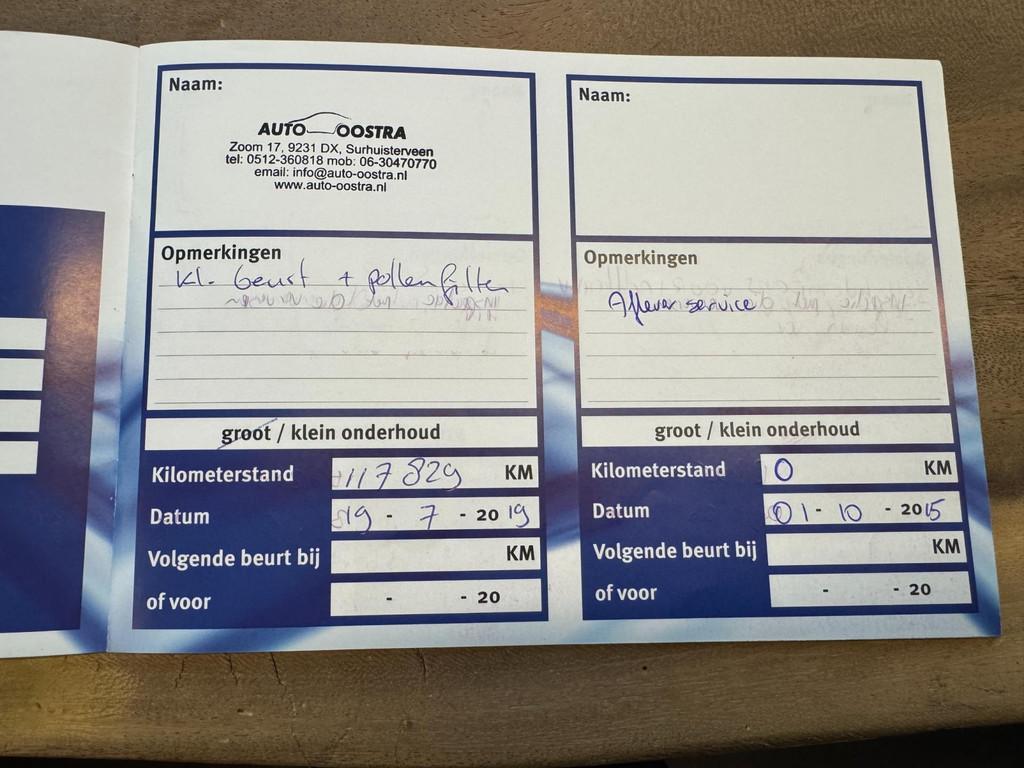 Naam:
AUTO OOSTRA
Zoom 17, 9231 DX, Surhuisterveen
tel: 0512-360818 mob: 06-30470770
email: info@auto-oostra.nl
www.auto-oostra.nl
Opmerkingen
Kl. beurt + pollenfilter
groot / klein onderhoud
Kilometerstand 117829 KM
Datum 19 - 7 - 2019
Volgende beurt bij KM
of voor - - 20
Naam:
Opmerkingen
Aflever service
groot / klein onderhoud
Kilometerstand 0 KM
Datum 01 - 10 - 2015
Volgende beurt bij KM
of voor - - 20